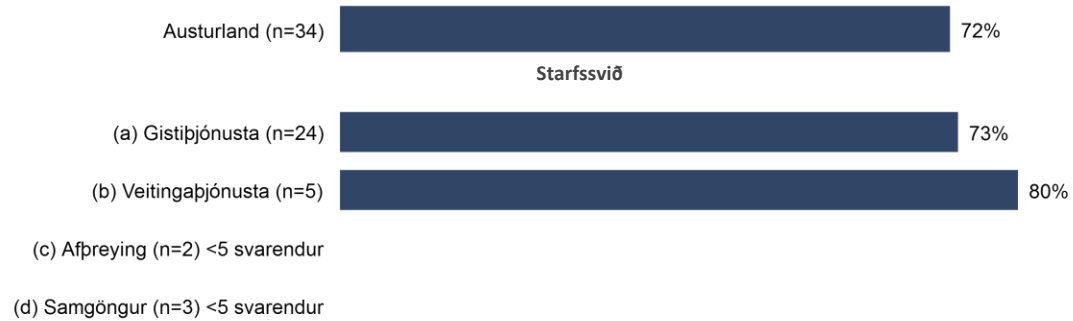 Austurland (n=34) 72%
Starfssvið
(a) Gistiþjónusta (n=24) 73%
(b) Veitingaþjónusta (n=5) 80%
(c) Afþreying (n=2) <5 svarendur
(d) Samgöngur (n=3) <5 svarendur